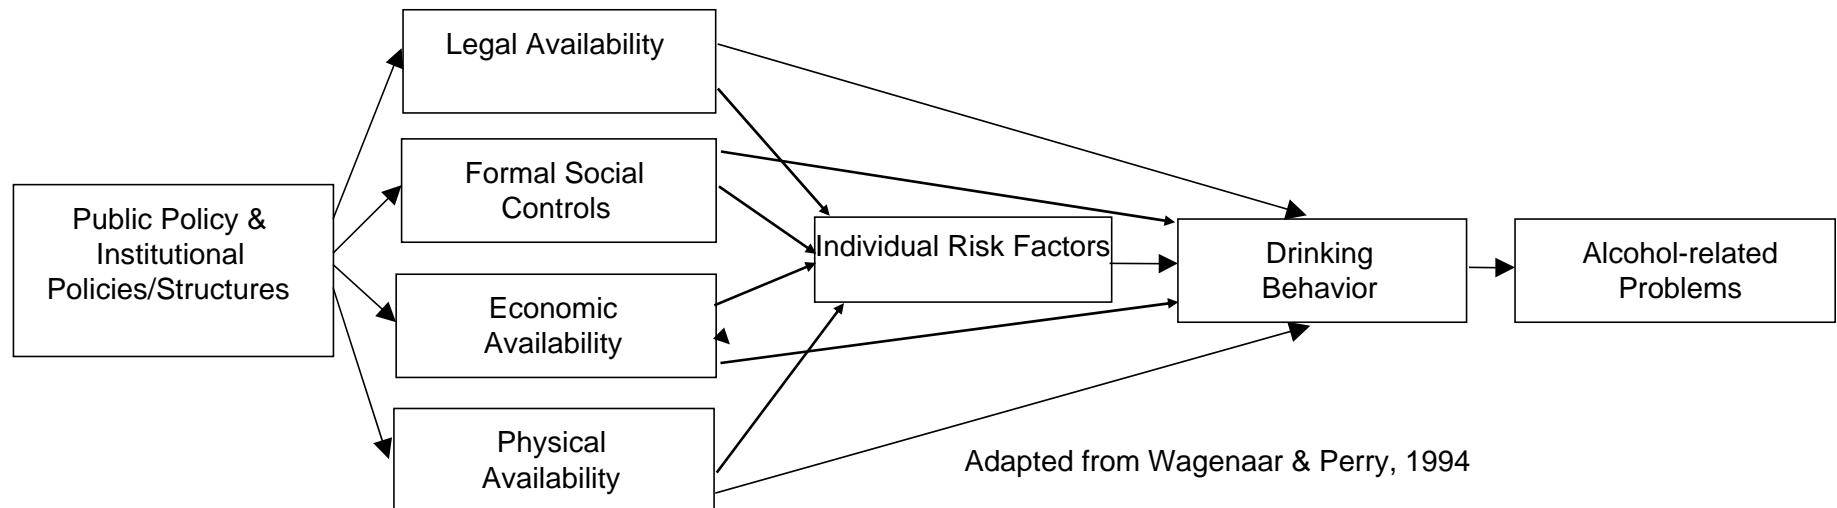 Legal Availability
Formal Social
Controls
Public Policy &
Institutional
Policies/Structures
Individual Risk Factors
Drinking
Behavior
Alcohol-related
Problems
Economic
Availability
Physical
Availability
Adapted from Wagenaar & Perry, 1994